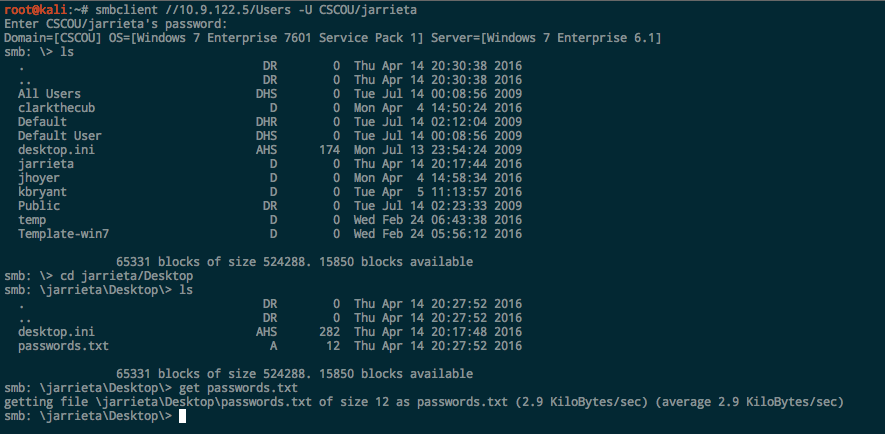 root@kali:~# smbclient //10.9.122.5/Users -U CSCOU/jarrieta
Enter CSCOU/jarrieta's password:
Domain=[CSCOU] OS=[Windows 7 Enterprise 7601 Service Pack 1] Server=[Windows 7 Enterprise 6.1]
smb: \> ls
  .                                  DR        0  Thu Apr 14 20:30:38 2016
  ..                                 DR        0  Thu Apr 14 20:30:38 2016
  All Users                         DHS        0  Tue Jul 14 00:08:56 2009
  clarkthecub                         D        0  Mon Apr  4 14:50:24 2016
  Default                           DHR        0  Tue Jul 14 02:12:04 2009
  Default User                      DHS        0  Tue Jul 14 00:08:56 2009
  desktop.ini                       AHS      174  Mon Jul 13 23:54:24 2009
  jarrieta                            D        0  Thu Apr 14 20:17:44 2016
  jhoyer                              D        0  Mon Apr  4 14:58:34 2016
  kbryant                             D        0  Tue Apr  5 11:13:57 2016
  Public                             DR        0  Tue Jul 14 02:23:33 2009
  temp                                D        0  Wed Feb 24 06:43:38 2016
  Template-win7                       D        0  Wed Feb 24 05:56:12 2016
                65331 blocks of size 524288. 15850 blocks available
smb: \> cd jarrieta/Desktop
smb: \jarrieta\Desktop\> ls
  .                                  DR        0  Thu Apr 14 20:27:52 2016
  ..                                 DR        0  Thu Apr 14 20:27:52 2016
  desktop.ini                       AHS      282  Thu Apr 14 20:17:48 2016
  passwords.txt                       A       12  Thu Apr 14 20:27:52 2016
                65331 blocks of size 524288. 15850 blocks available
smb: \jarrieta\Desktop\> get passwords.txt
getting file \jarrieta\Desktop\passwords.txt of size 12 as passwords.txt (2.9 KiloBytes/sec) (average 2.9 KiloBytes/sec)
smb: \jarrieta\Desktop\>